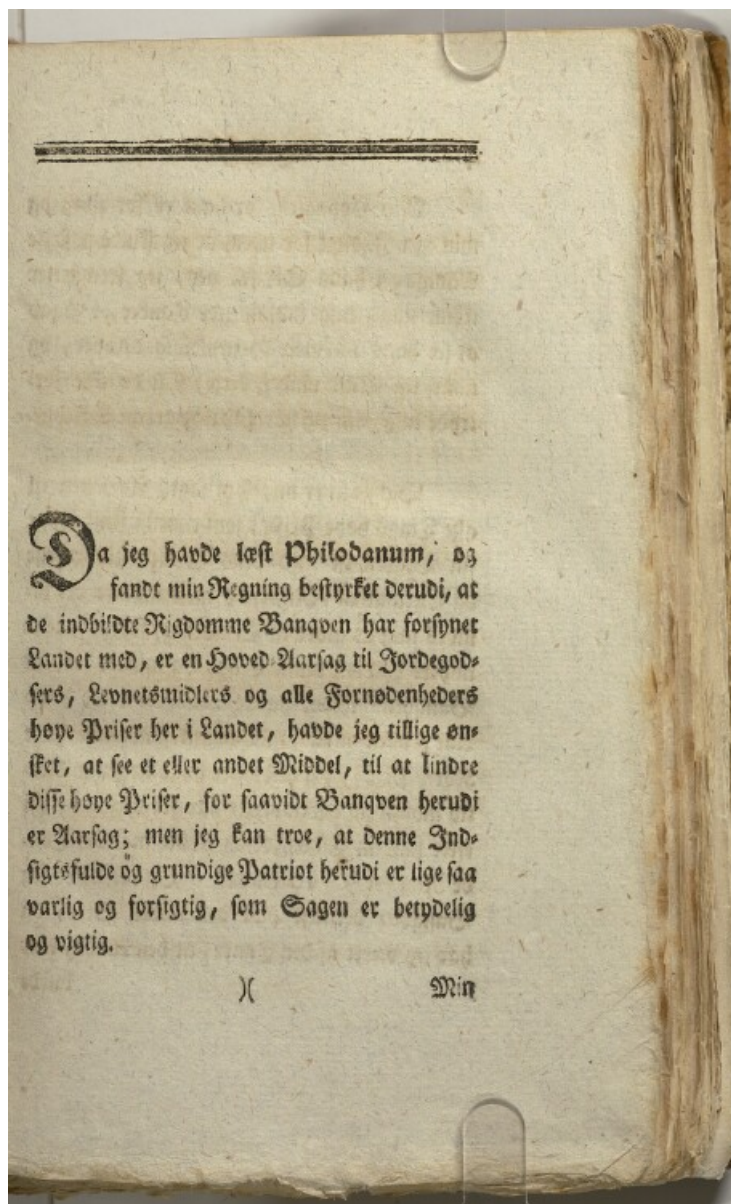 Da jeg havde læst Philodanum, og
fandt min Regning bestyrket derudi, at
de indbildte Rigdomme Banqven har forsynet
Landet med, er en Hoved-Aarsag til Jordegod-
sers, Levnetsmidlers og alle Fornødenheders
høye Priser her i Landet, havde jeg tillige øn-
sket, at see et eller andet Middel, til at lindre
disse høye Priser, for saavidt Banqven herudi
er Aarsag; men jeg kan troe, at denne Ind-
sigtsfulde og grundige Patriot herudi er lige saa
varlig og forsigtig, som Sagen er betydelig
og vigtig.
)(
Min